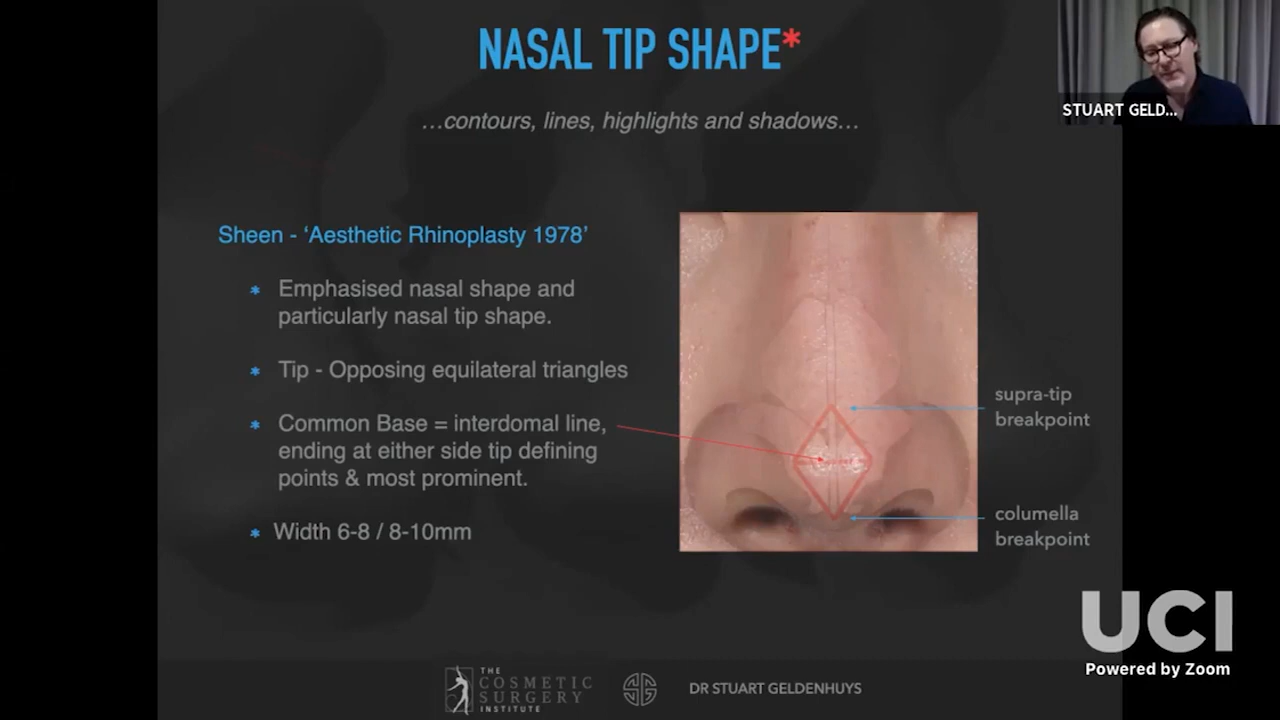 NASAL TIP SHAPE*
STUART GELD...
...contours, lines, highlights and shadows...
Sheen - ‘Aesthetic Rhinoplasty 1978’
* Emphasised nasal shape and
particularly nasal tip shape.
* Tip - Opposing equilateral triangles
* Common Base = interdomal line,
ending at either side tip defining
points & most prominent.
* Width 6-8 / 8-10mm
supra-tip
breakpoint
columella
breakpoint
UCI
Powered by Zoom
THE
COSMETIC
SURGERY
INSTITUTE
DR STUART GELDENHUYS